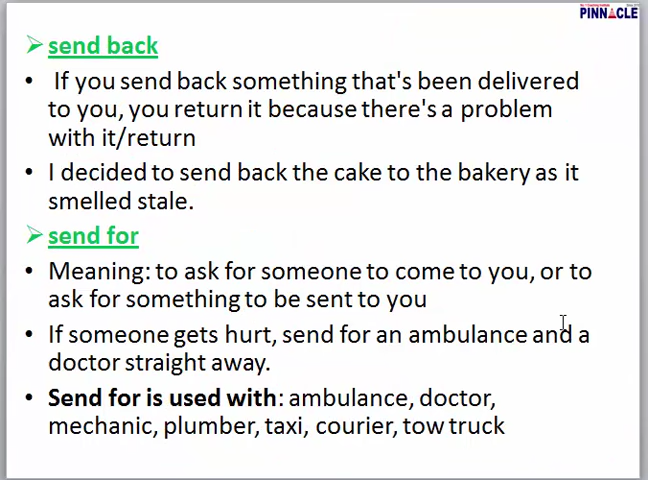 PINNACLE
send back
If you send back something that's been delivered
to you, you return it because there's a problem
with it/return
I decided to send back the cake to the bakery as it
smelled stale.
send for
Meaning: to ask for someone to come to you, or to
ask for something to be sent to you
If someone gets hurt, send for an ambulance and a
doctor straight away.
Send for is used with: ambulance, doctor,
mechanic, plumber, taxi, courier, tow truck